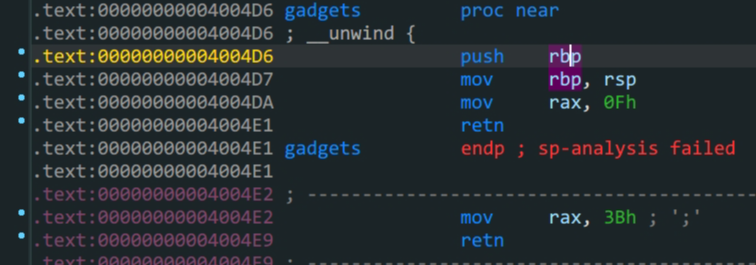 .text:00000000004004D6 gadgets proc near
.text:00000000004004D6 ; __unwind {
.text:00000000004004D6 push rbp
.text:00000000004004D7 mov rbp, rsp
.text:00000000004004DA mov rax, 0Fh
.text:00000000004004E1 retn
.text:00000000004004E1 gadgets endp ; sp-analysis failed
.text:00000000004004E1
.text:00000000004004E2 ; ---------------------------------------
.text:00000000004004E2 mov rax, 3Bh ; ';'
.text:00000000004004E9 retn
.text:00000000004004E9 ; ---------------------------------------